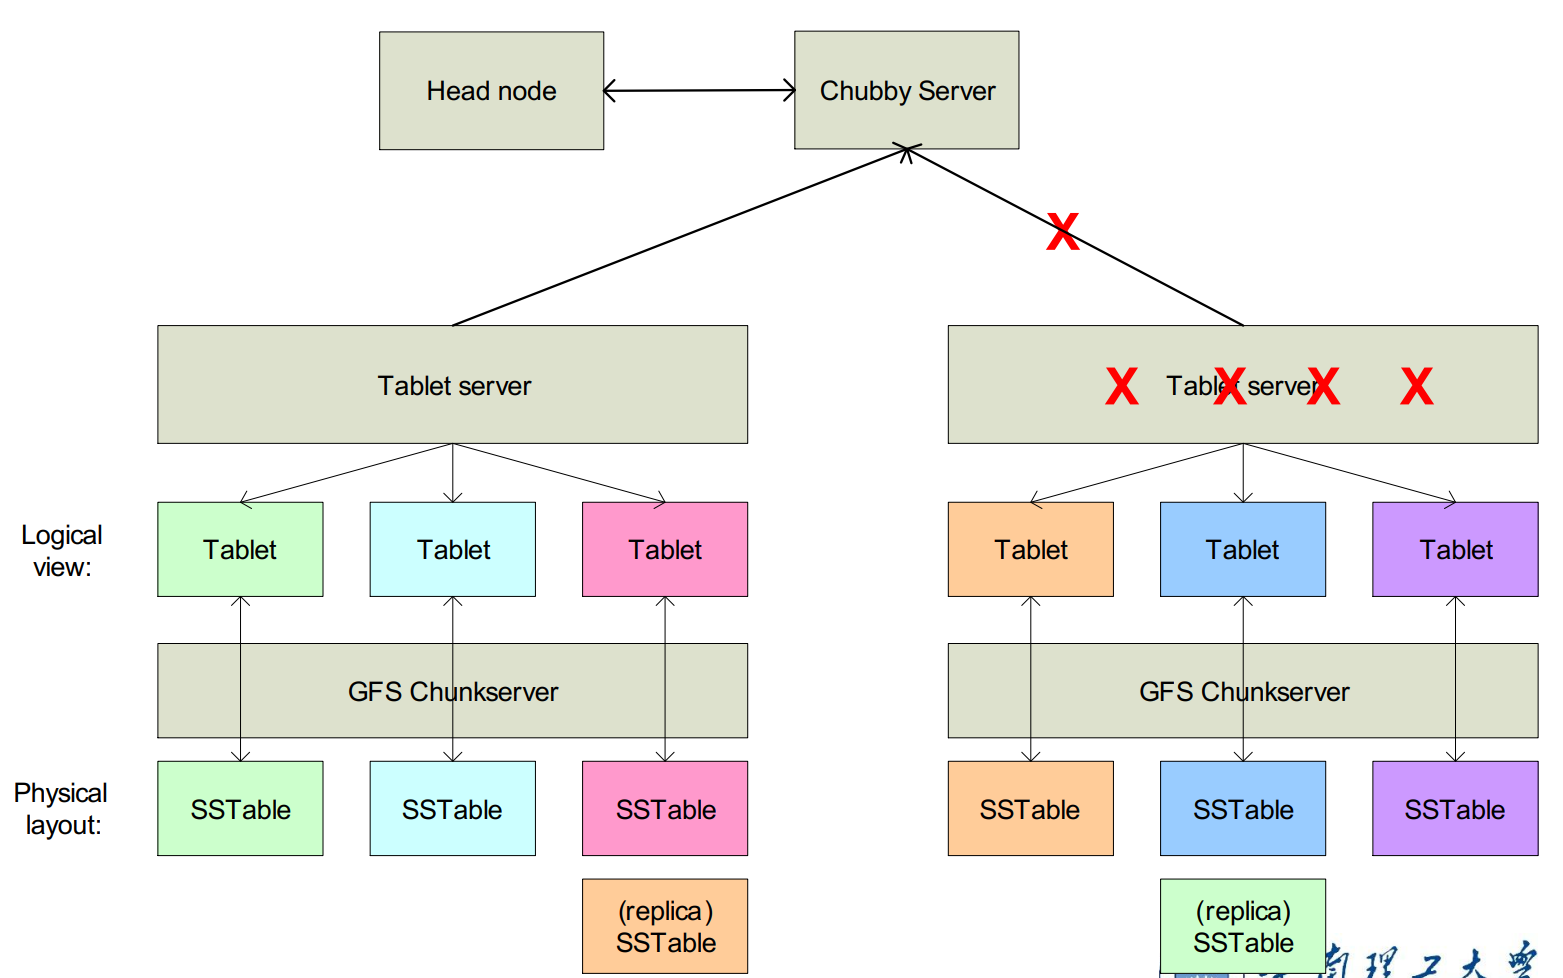 Head node
Chubby Server
X
Tablet server
Tablet server
X X X X
Logical
view:
Tablet
Tablet
Tablet
Tablet
Tablet
Tablet
GFS Chunkserver
GFS Chunkserver
Physical
layout:
SSTable
SSTable
SSTable
SSTable
SSTable
SSTable
(replica)
SSTable
(replica)
SSTable
南理工大学